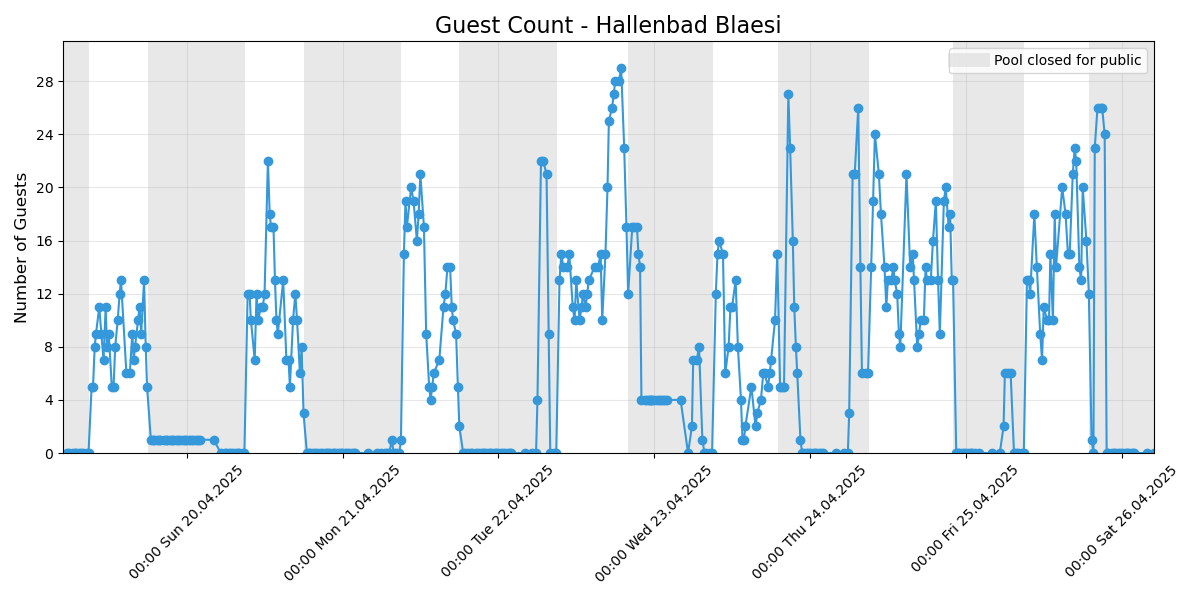 Guest Count - Hallenbad Blaesi
Pool closed for public
Number of Guests
28
24
20
16
12
8
4
0
00:00 Sun 20.04.2025
00:00 Mon 21.04.2025
00:00 Tue 22.04.2025
00:00 Wed 23.04.2025
00:00 Thu 24.04.2025
00:00 Fri 25.04.2025
00:00 Sat 26.04.2025